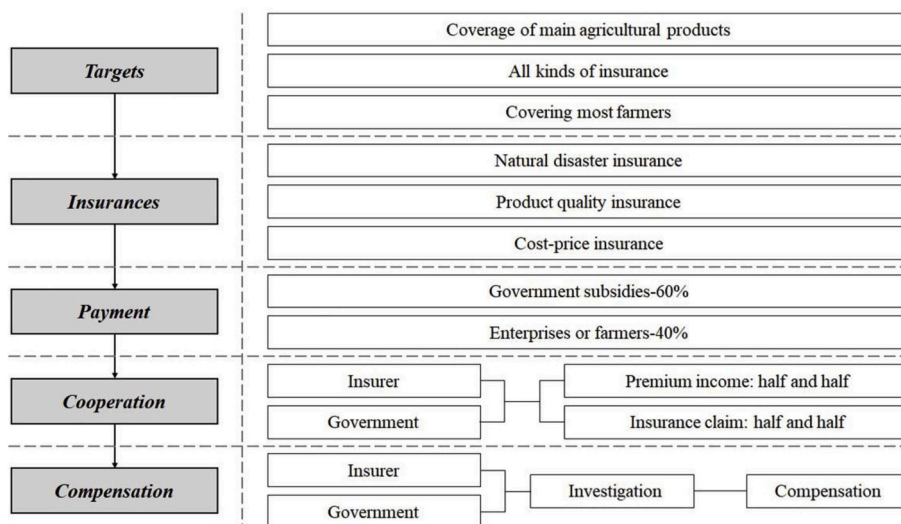 Targets
Coverage of main agricultural products
All kinds of insurance
Covering most farmers
Insurances
Natural disaster insurance
Product quality insurance
Cost-price insurance
Payment
Government subsidies-60%
Enterprises or farmers-40%
Cooperation
Insurer
Government
Premium income: half and half
Insurance claim: half and half
Compensation
Insurer
Government
Investigation
Compensation